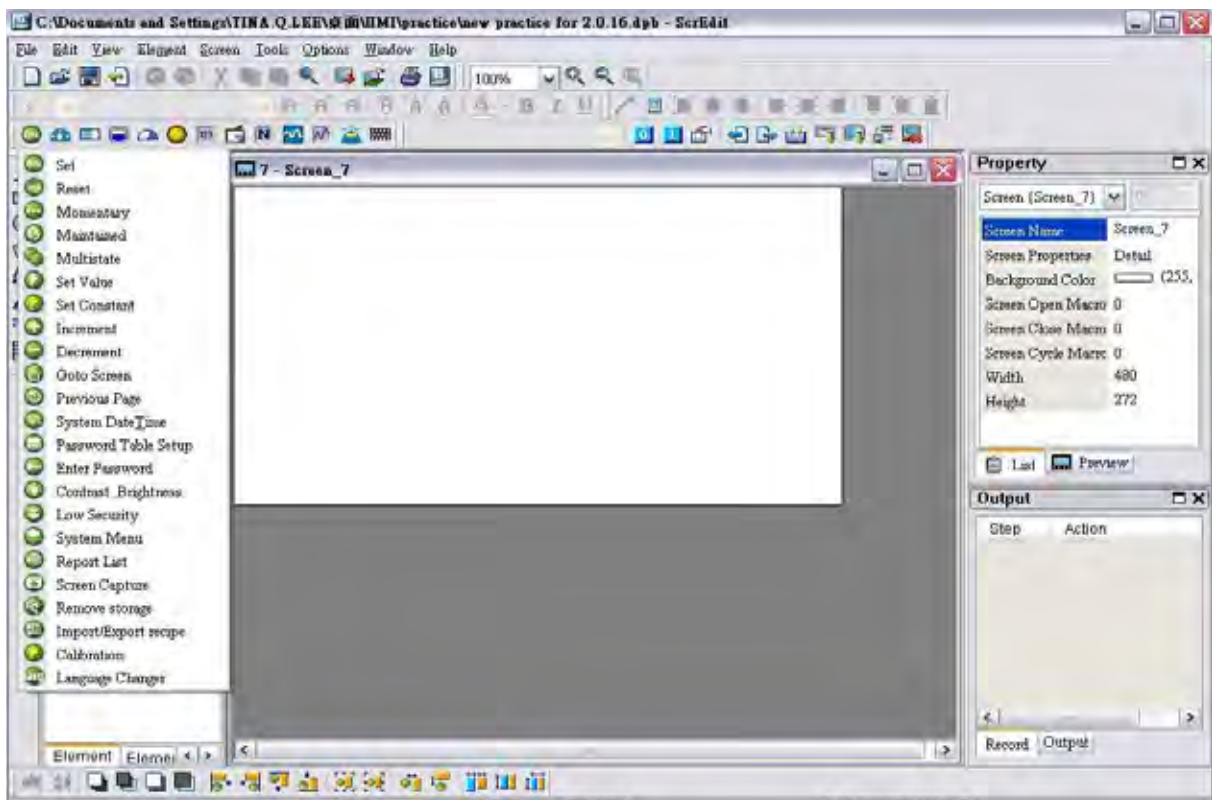 C:\Documents and Settings\TINA.Q.LEE\桌面\HMI\practice\new practice for 2.0.16.dpb - ScrEdit
File Edit View Element Screen Tools Options Window Help
100%
B I U
Set
Reset
Momentary
Maintained
Multistate
Set Value
Set Constant
Increment
Decrement
Goto Screen
Previous Page
System DateTime
Password Table Setup
Enter Password
Contrast_Brightness
Low Security
System Menu
Report List
Screen Capture
Remove storage
Import/Export recipe
Calibration
Language Changer
Element Elemei
7 - Screen_7
Property
Screen {Screen_7}
Screen Name Screen_7
Screen Properties Detail
Background Color (255,
Screen Open Macro 0
Screen Close Macro 0
Screen Cycle Macro 0
Width 480
Height 272
List Preview
Output
Step Action
Record Output